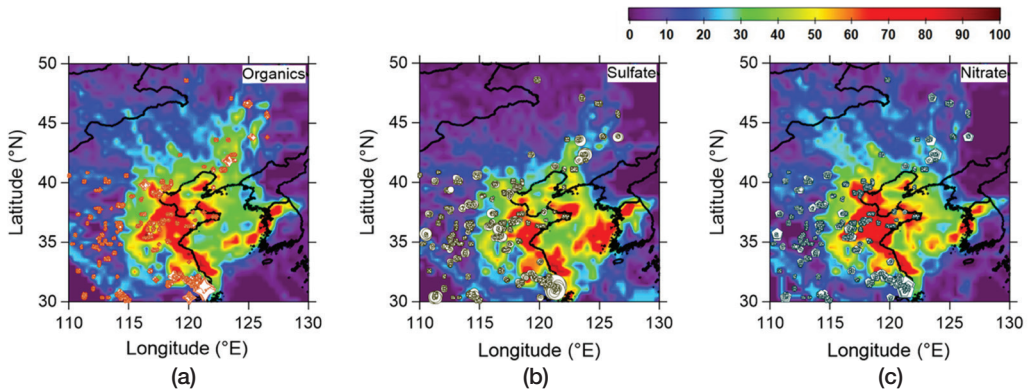 0 10 20 30 40 50 60 70 80 90 100
50 45 40 35 30
Latitude (°N)
Organics
110 115 120 125 130
Longitude (°E)
(a)
50 45 40 35 30
Latitude (°N)
Sulfate
110 115 120 125 130
Longitude (°E)
(b)
50 45 40 35 30
Latitude (°N)
Nitrate
110 115 120 125 130
Longitude (°E)
(c)